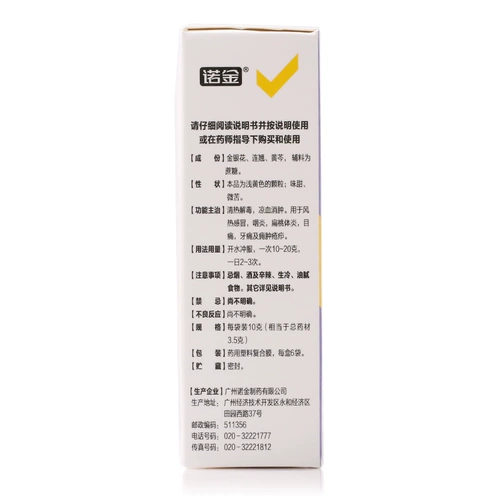 诺金®
请仔细阅读说明书并按说明使用
或在药师指导下购买和使用
【成　份】金银花、连翘、黄芩，辅料为
蔗糖。
【性　状】本品为浅黄色的颗粒；味甜、
微苦。
【功能主治】清热解毒，凉血消肿。用于风
热感冒，咽炎，扁桃体炎，目
痛，牙痛及痈肿疮疖。
【用法用量】开水冲服，一次10~20克，
一日2~3次。
【注意事项】忌烟、酒及辛辣、生冷、油腻
食物，其它详见说明书。
【禁　忌】尚不明确。
【不良反应】尚不明确。
【规　格】每袋装10克（相当于总药材
3.5克）
【包　装】药用塑料复合膜，每盒6袋。
【贮　藏】密封。
【生产企业】广州诺金制药有限公司
生产地址：广州经济技术开发区永和经济区
田园西路37号
邮政编码：511356
电话号码：020-32221777
传真号码：020-32221812